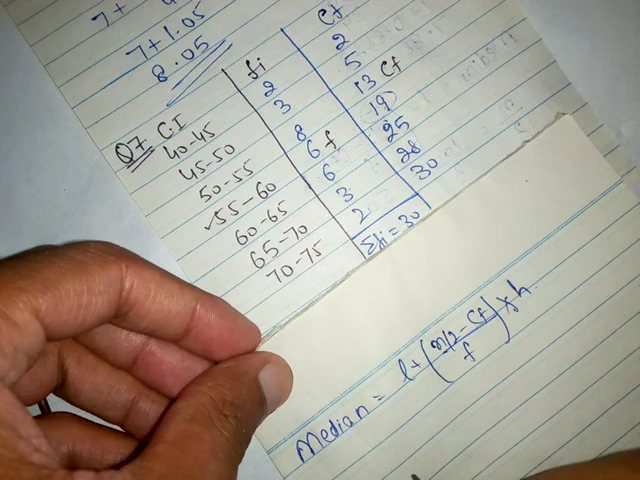 7+
7+1.05
8.05
Q7. C.I fi Cf
40-45 2 2
45-50 3 5
50-55 8 13 Cf
✓55-60 6 f 19
60-65 6 25
65-70 3 28
70-75 2 30
Σfi = 30
Median = l + (n/2 - Cf / f) × h